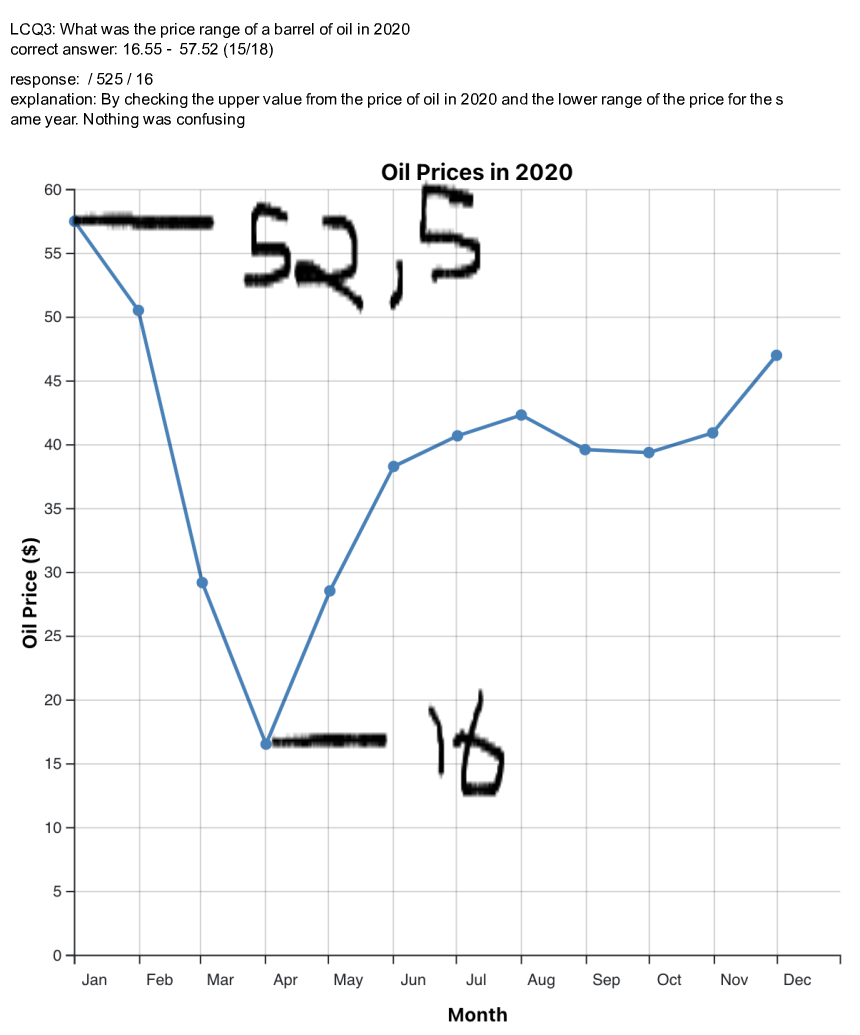 LCQ3: What was the price range of a barrel of oil in 2020
correct answer: 16.55 - 57.52 (15/18)
response: / 525 / 16
explanation: By checking the upper value from the price of oil in 2020 and the lower range of the price for the s
ame year. Nothing was confusing
Oil Prices in 2020
60
52,5
55
50
45
40
35
Oil Price ($)
30
25
20
16
15
10
5
0
Jan Feb Mar Apr May Jun Jul Aug Sep Oct Nov Dec
Month